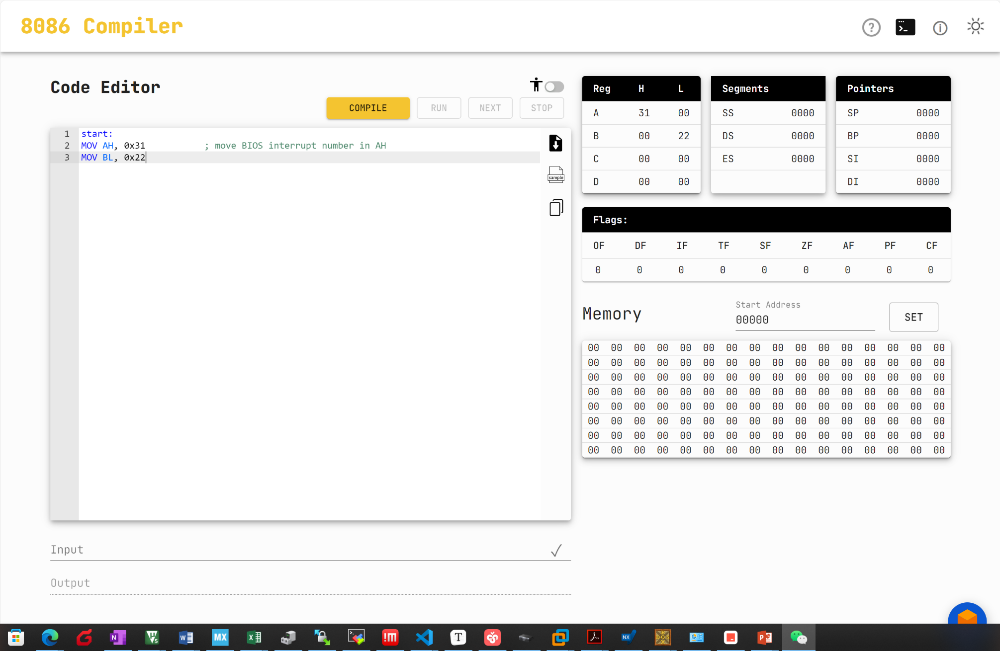 8086 Compiler
Code Editor
COMPILE RUN NEXT STOP
1 start:
2 MOV AH, 0x31 ; move BIOS interrupt number in AH
3 MOV BL, 0x22
sample
Input
Output
Reg H L
A 31 00
B 00 22
C 00 00
D 00 00
Segments
SS 0000
DS 0000
ES 0000
Pointers
SP 0000
BP 0000
SI 0000
DI 0000
Flags:
OF DF IF TF SF ZF AF PF CF
0 0 0 0 0 0 0 0 0
Memory
Start Address
00000
SET
00 00 00 00 00 00 00 00 00 00 00 00 00 00 00 00
00 00 00 00 00 00 00 00 00 00 00 00 00 00 00 00
00 00 00 00 00 00 00 00 00 00 00 00 00 00 00 00
00 00 00 00 00 00 00 00 00 00 00 00 00 00 00 00
00 00 00 00 00 00 00 00 00 00 00 00 00 00 00 00
00 00 00 00 00 00 00 00 00 00 00 00 00 00 00 00
00 00 00 00 00 00 00 00 00 00 00 00 00 00 00 00
00 00 00 00 00 00 00 00 00 00 00 00 00 00 00 00
N V5 W MX X !M T NX DOS P